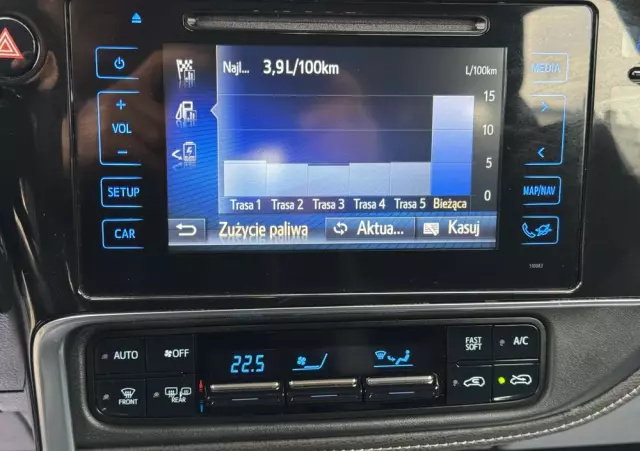 Najl... 3,9 L/100km L/100km
MEDIA
+
VOL
−
15
10
5
0
Trasa 1 Trasa 2 Trasa 3 Trasa 4 Trasa 5 Bieżąca
SETUP
MAP/NAV
CAR
Zużycie paliwa Aktua... Kasuj
AUTO OFF
22.5
FAST
SOFT
A/C
FRONT
REAR